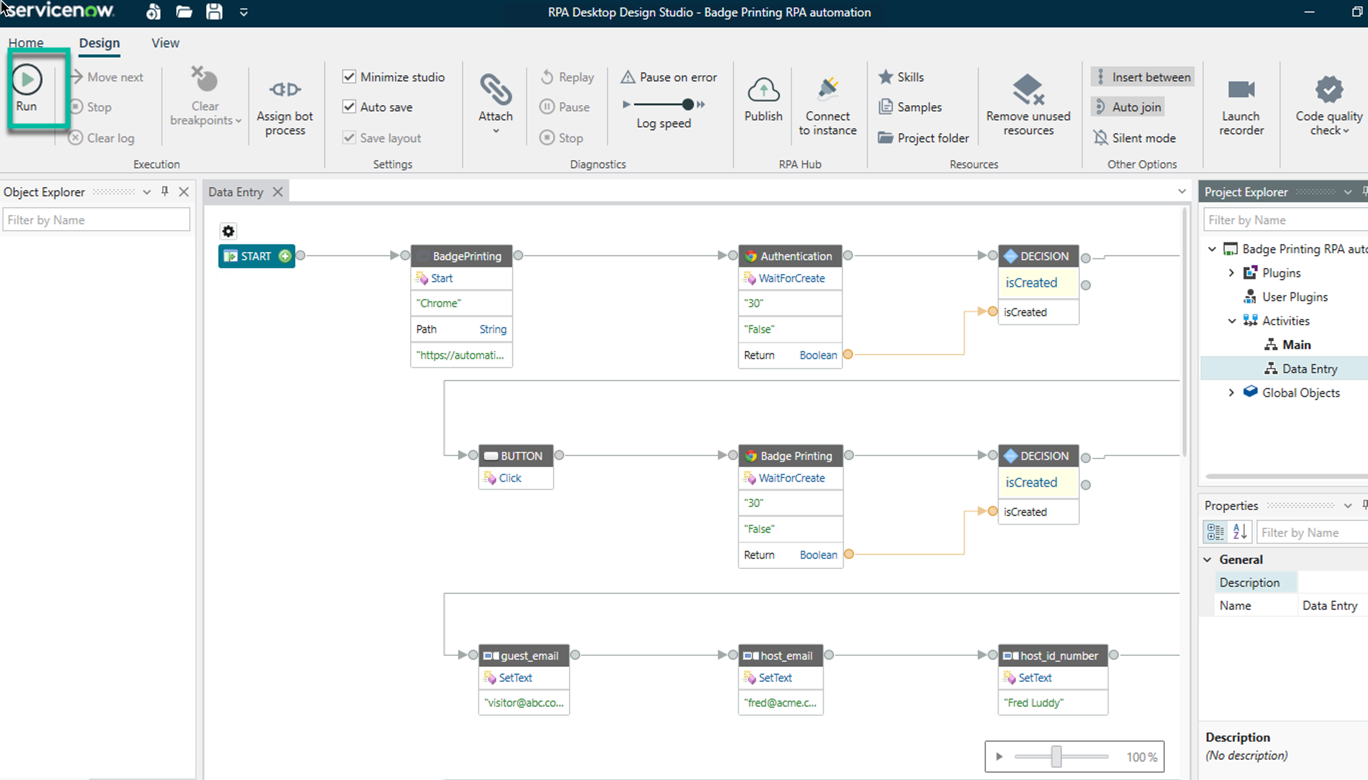 servicenow.
RPA Desktop Design Studio - Badge Printing RPA automation
Home
Design
View
Run
Move next
Stop
Clear log
Clear
breakpoints
Assign bot
process
Execution
Minimize studio
Auto save
Save layout
Settings
Attach
Replay
Pause
Stop
Pause on error
Log speed
Diagnostics
Publish
Connect
to instance
RPA Hub
Skills
Samples
Project folder
Remove unused
resources
Resources
Insert between
Auto join
Silent mode
Other Options
Launch
recorder
Code quality
check
Object Explorer
Filter by Name
Data Entry
START
BadgePrinting
Start
"Chrome"
Path String
"https://automati...
Authentication
WaitForCreate
"30"
"False"
Return Boolean
DECISION
isCreated
isCreated
BUTTON
Click
Badge Printing
WaitForCreate
"30"
"False"
Return Boolean
DECISION
isCreated
isCreated
guest_email
SetText
"visitor@abc.co...
host_email
SetText
"fred@acme.c...
host_id_number
SetText
"Fred Luddy"
100 %
Project Explorer
Filter by Name
Badge Printing RPA auto
Plugins
User Plugins
Activities
Main
Data Entry
Global Objects
Properties
Filter by Name
General
Description
Name Data Entry
Description
(No description)